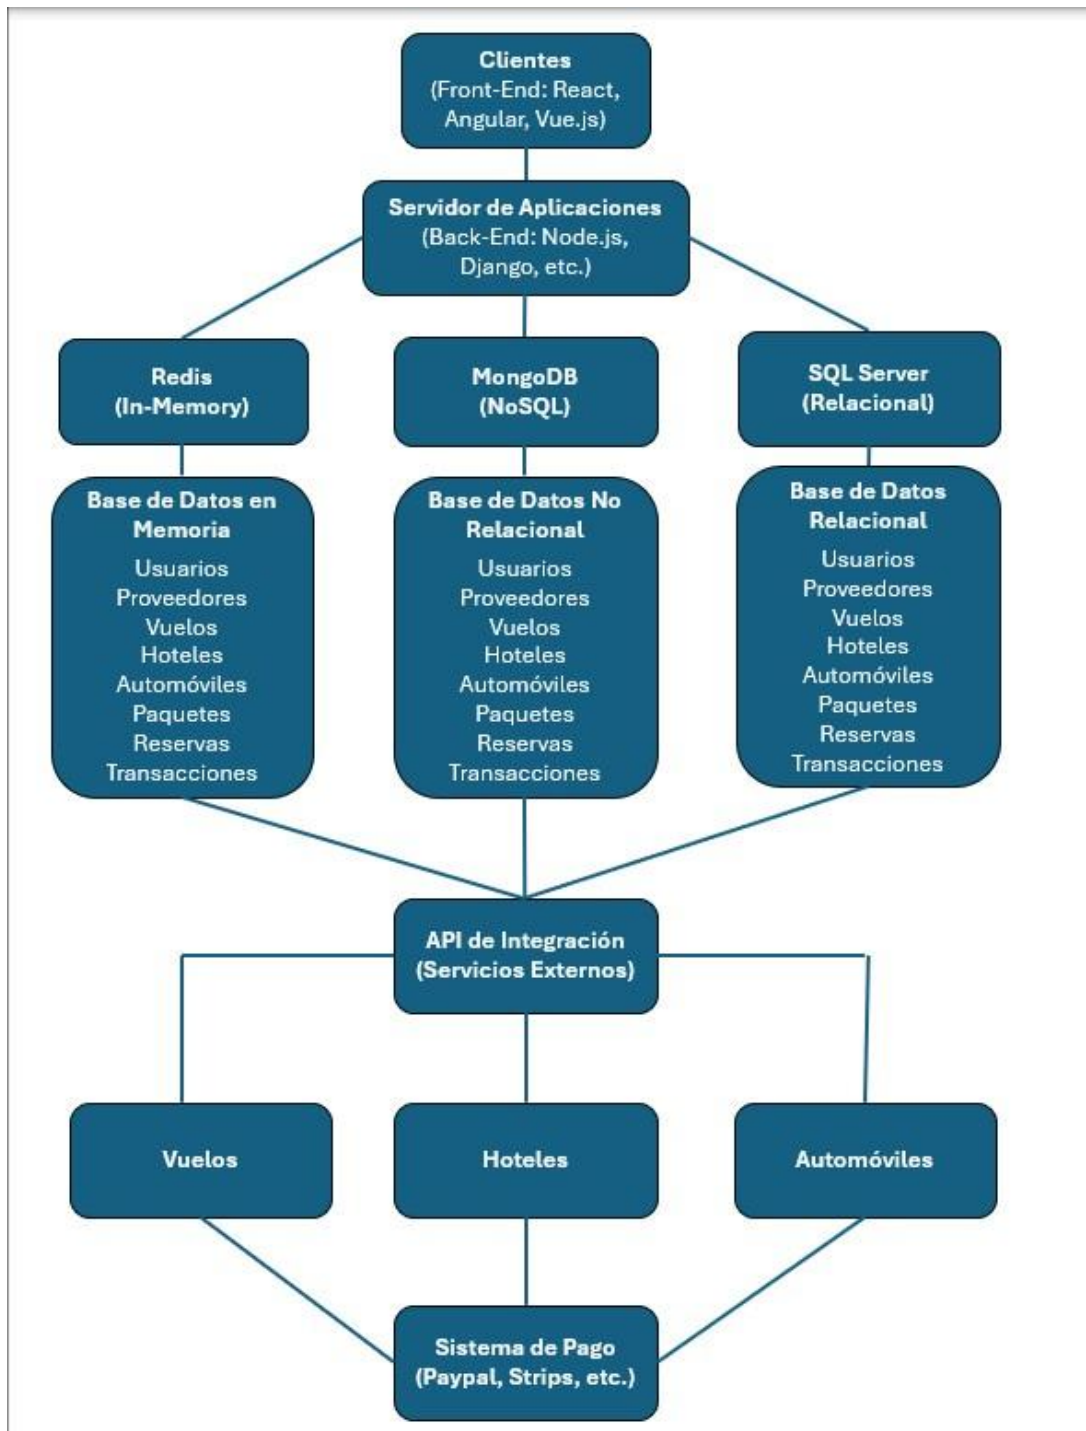 Clientes
(Front-End: React,
Angular, Vue.js)
Servidor de Aplicaciones
(Back-End: Node.js,
Django, etc.)
Redis
(In-Memory)
MongoDB
(NoSQL)
SQL Server
(Relacional)
Base de Datos en
Memoria
Usuarios
Proveedores
Vuelos
Hoteles
Automóviles
Paquetes
Reservas
Transacciones
Base de Datos No
Relacional
Usuarios
Proveedores
Vuelos
Hoteles
Automóviles
Paquetes
Reservas
Transacciones
Base de Datos
Relacional
Usuarios
Proveedores
Vuelos
Hoteles
Automóviles
Paquetes
Reservas
Transacciones
API de Integración
(Servicios Externos)
Vuelos
Hoteles
Automóviles
Sistema de Pago
(Paypal, Strips, etc.)